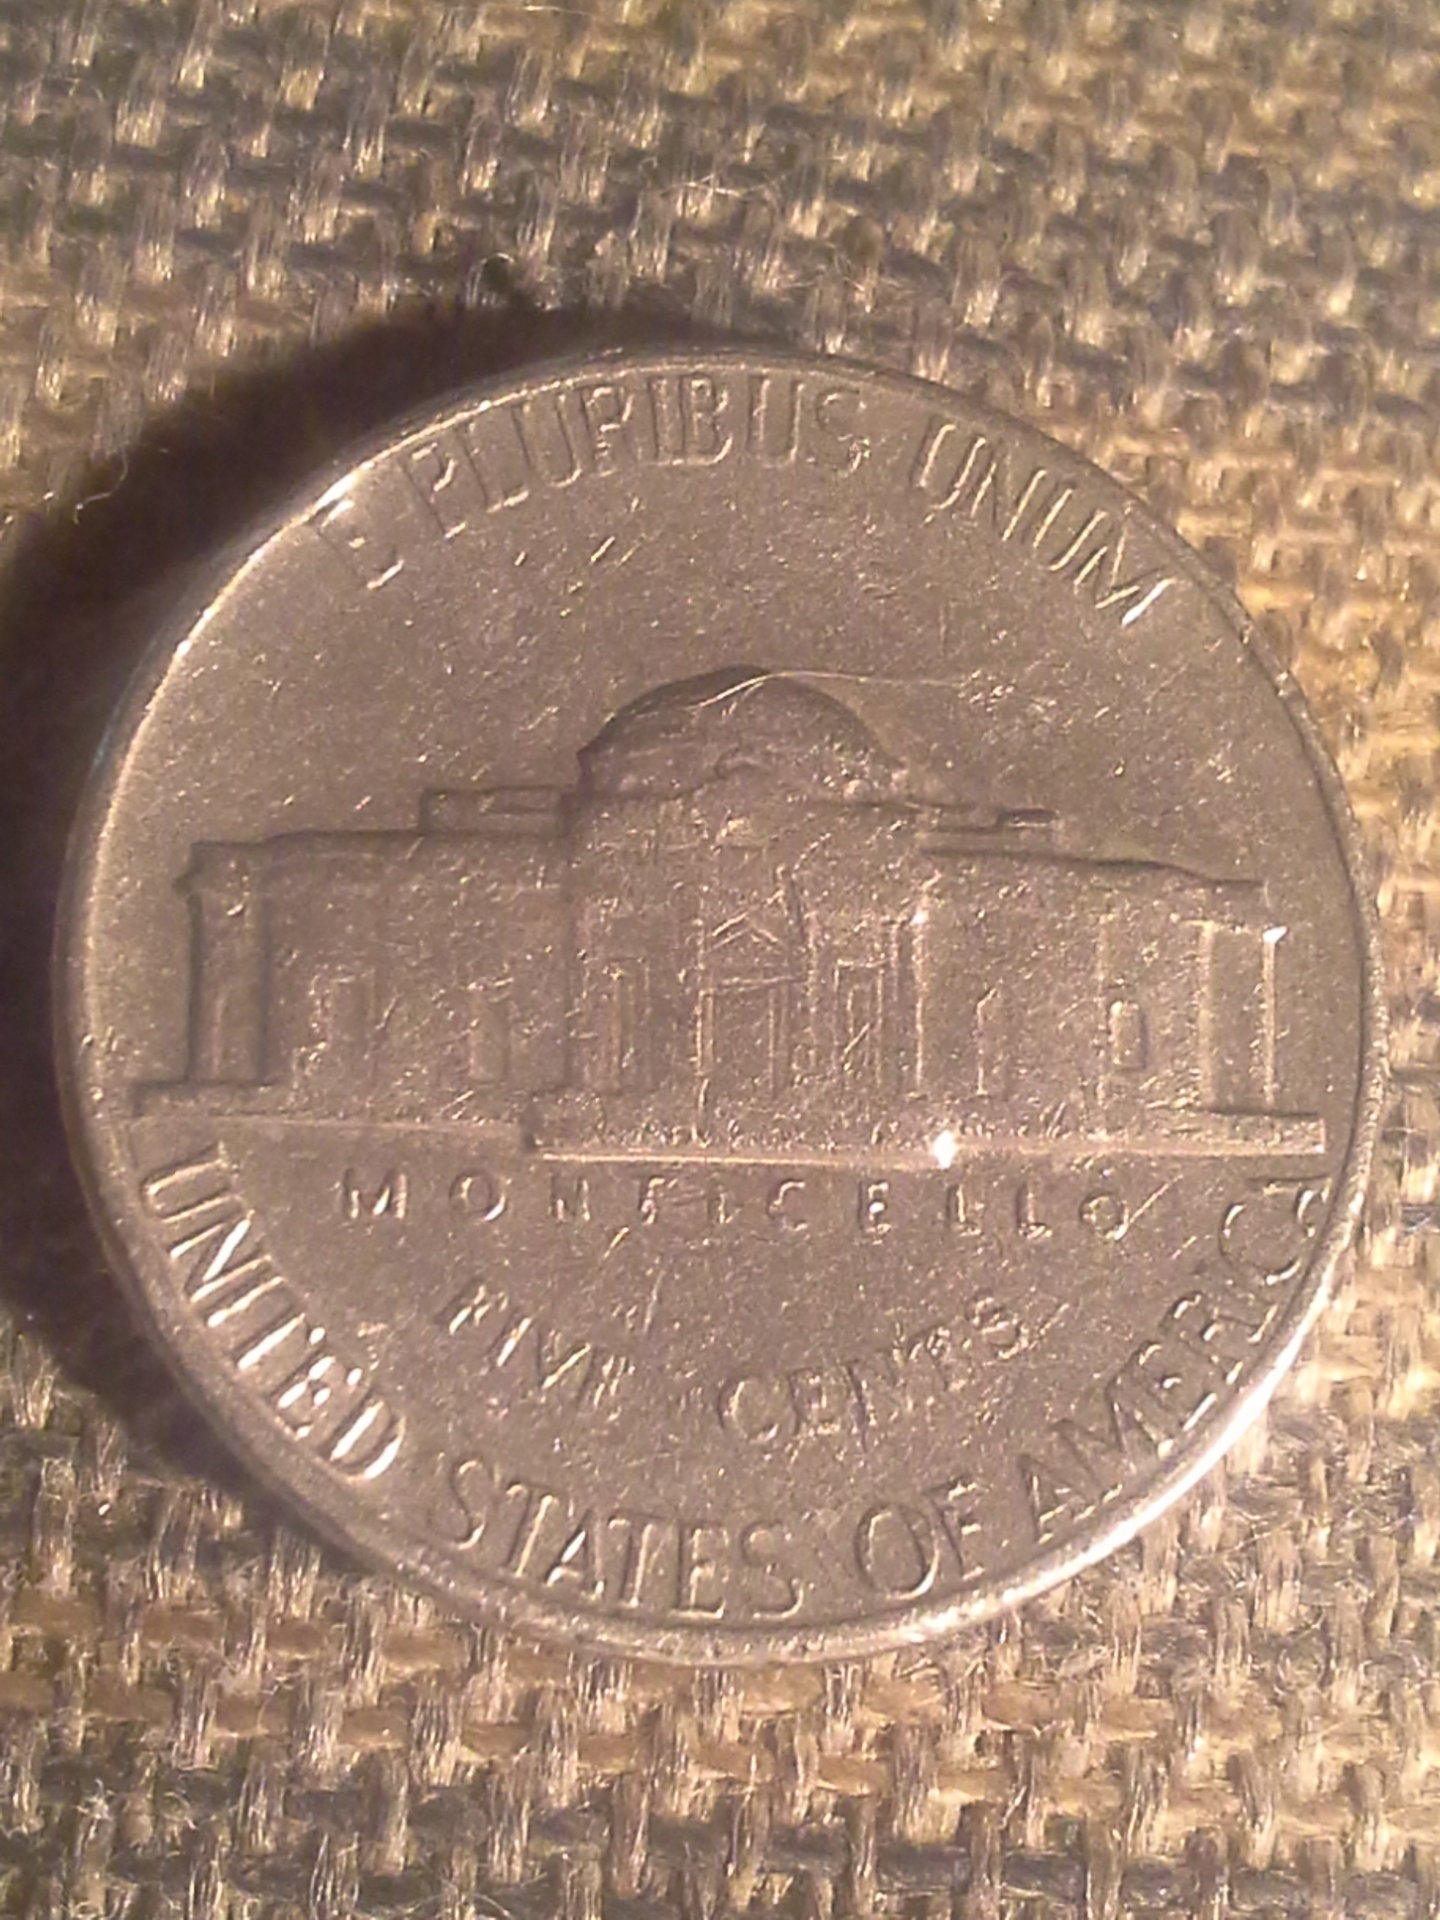 E PLURIBUS UNUM
MONTICELLO
FIVE CENTS
UNITED STATES OF AMERICA